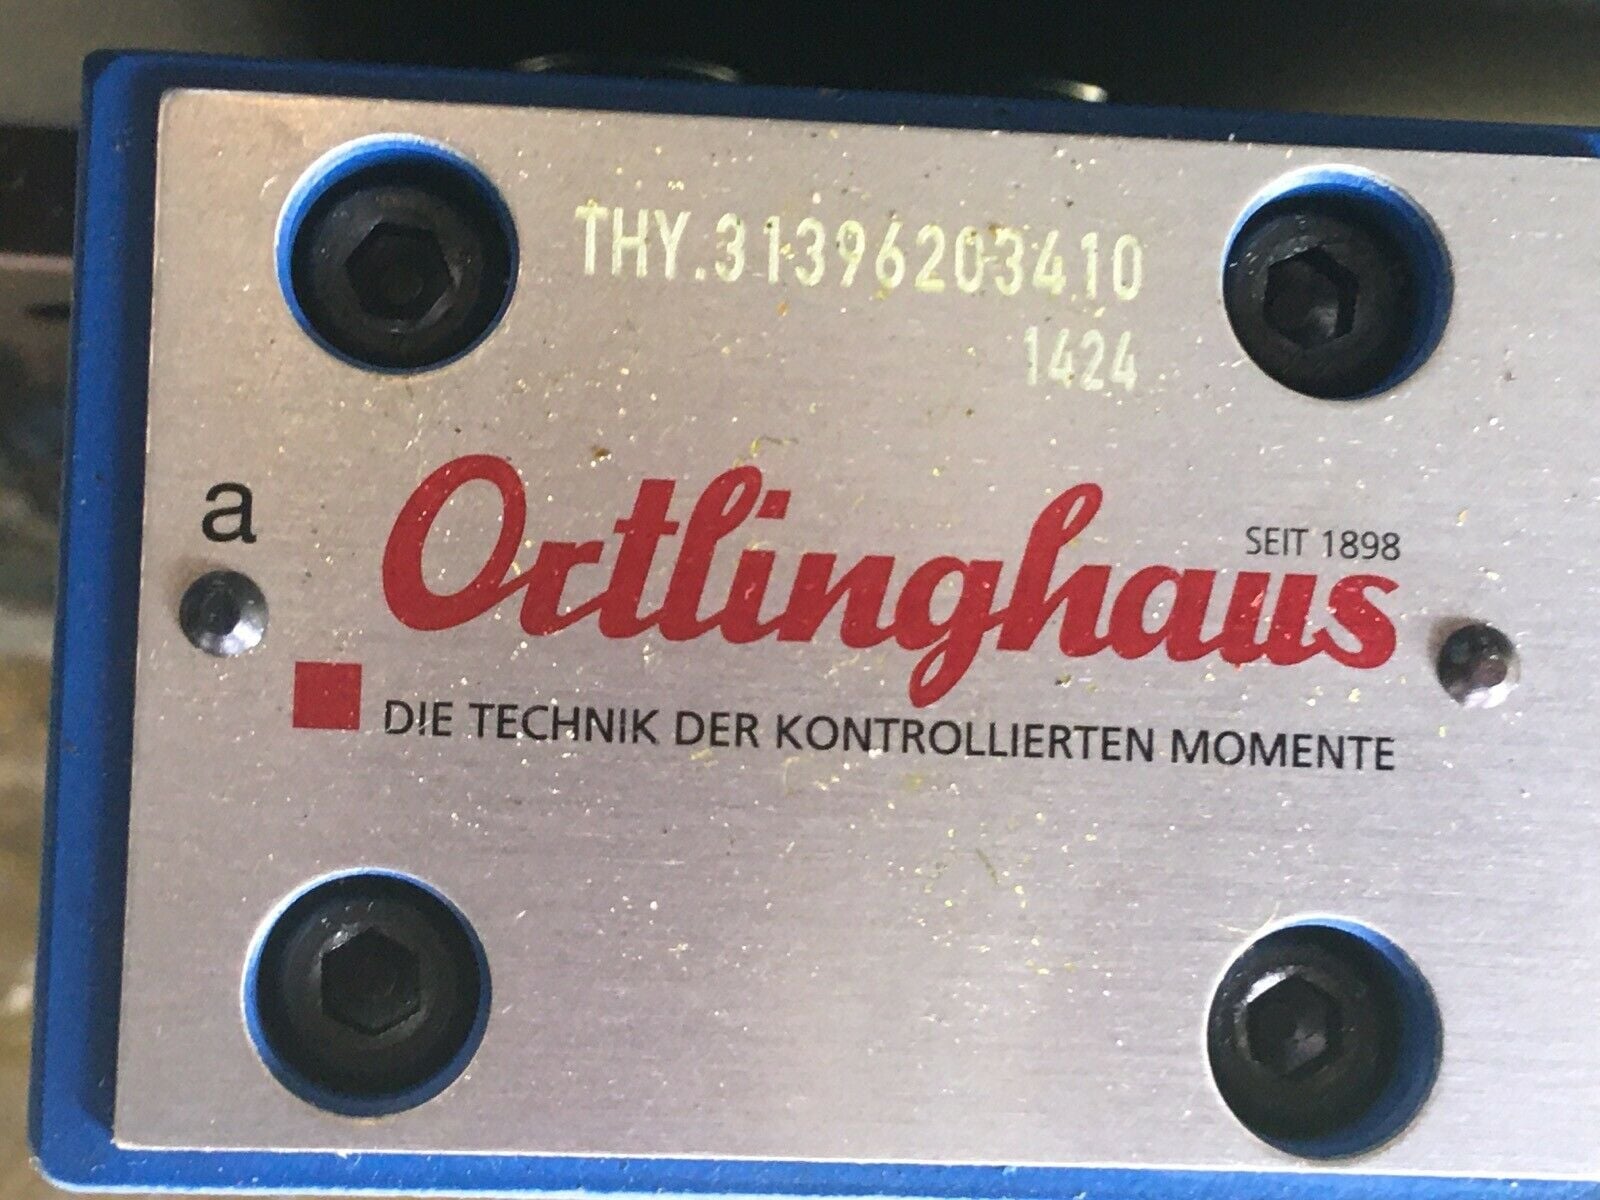 THY.31396203410
1424
a
Ortlinghaus
SEIT 1898
DIE TECHNIK DER KONTROLLIERTEN MOMENTE